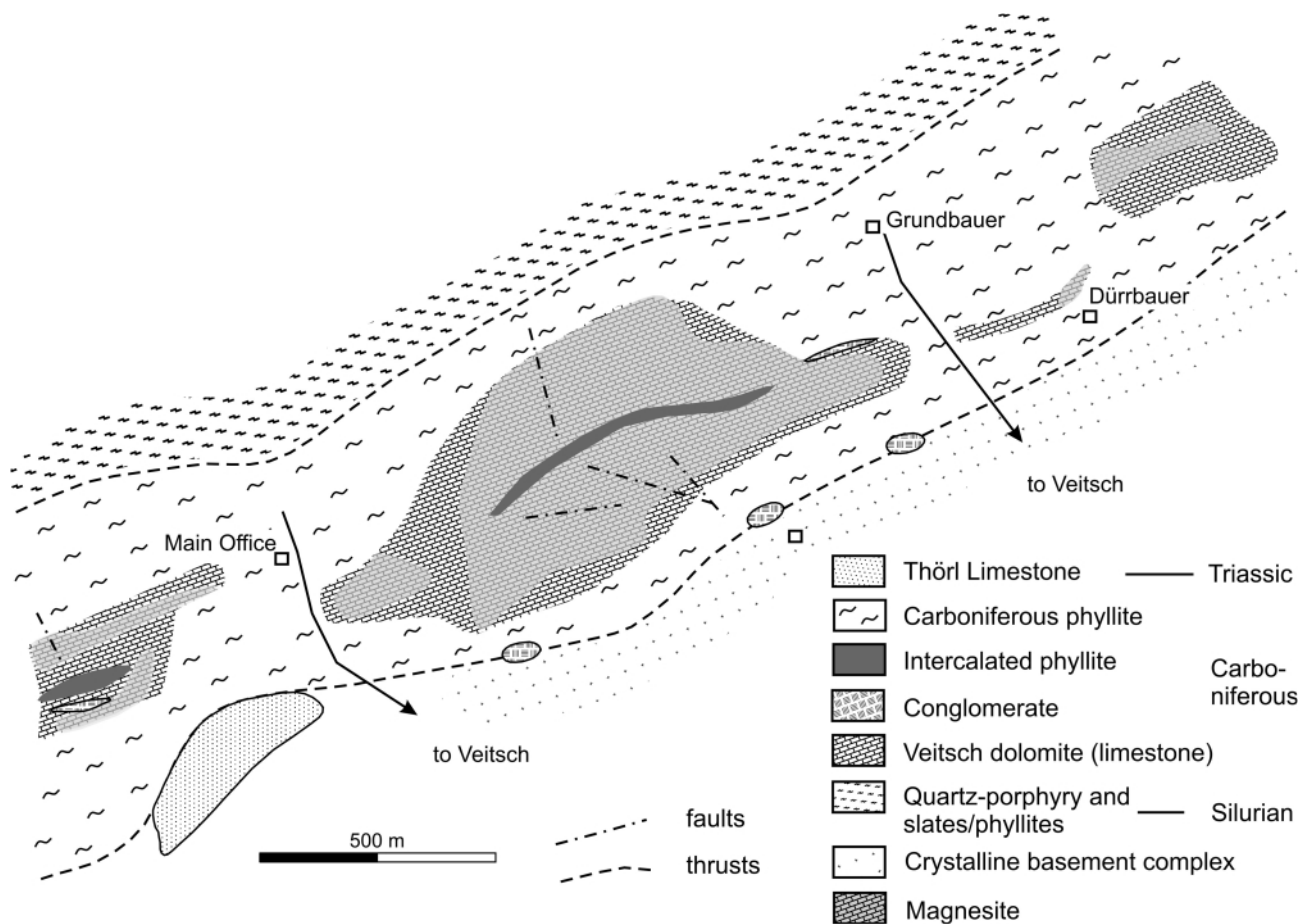 Grundbauer
Dürrbauer
to Veitsch
Main Office
to Veitsch
500 m
faults
thrusts
Thörl Limestone
Triassic
Carboniferous phyllite
Intercalated phyllite
Carbo-
niferous
Conglomerate
Veitsch dolomite (limestone)
Quartz-porphyry and
slates/phyllites
Silurian
Crystalline basement complex
Magnesite